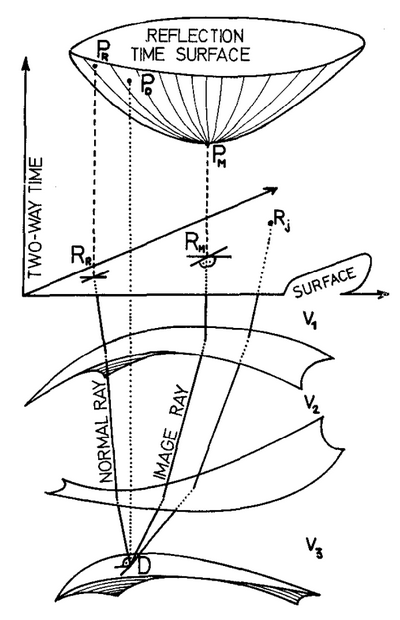 REFLECTION
TIME SURFACE
P_R
P_D
P_M
TWO-WAY TIME
R_j
R_R
R_M
SURFACE
V_1
NORMAL RAY
IMAGE RAY
V_2
V_3
D